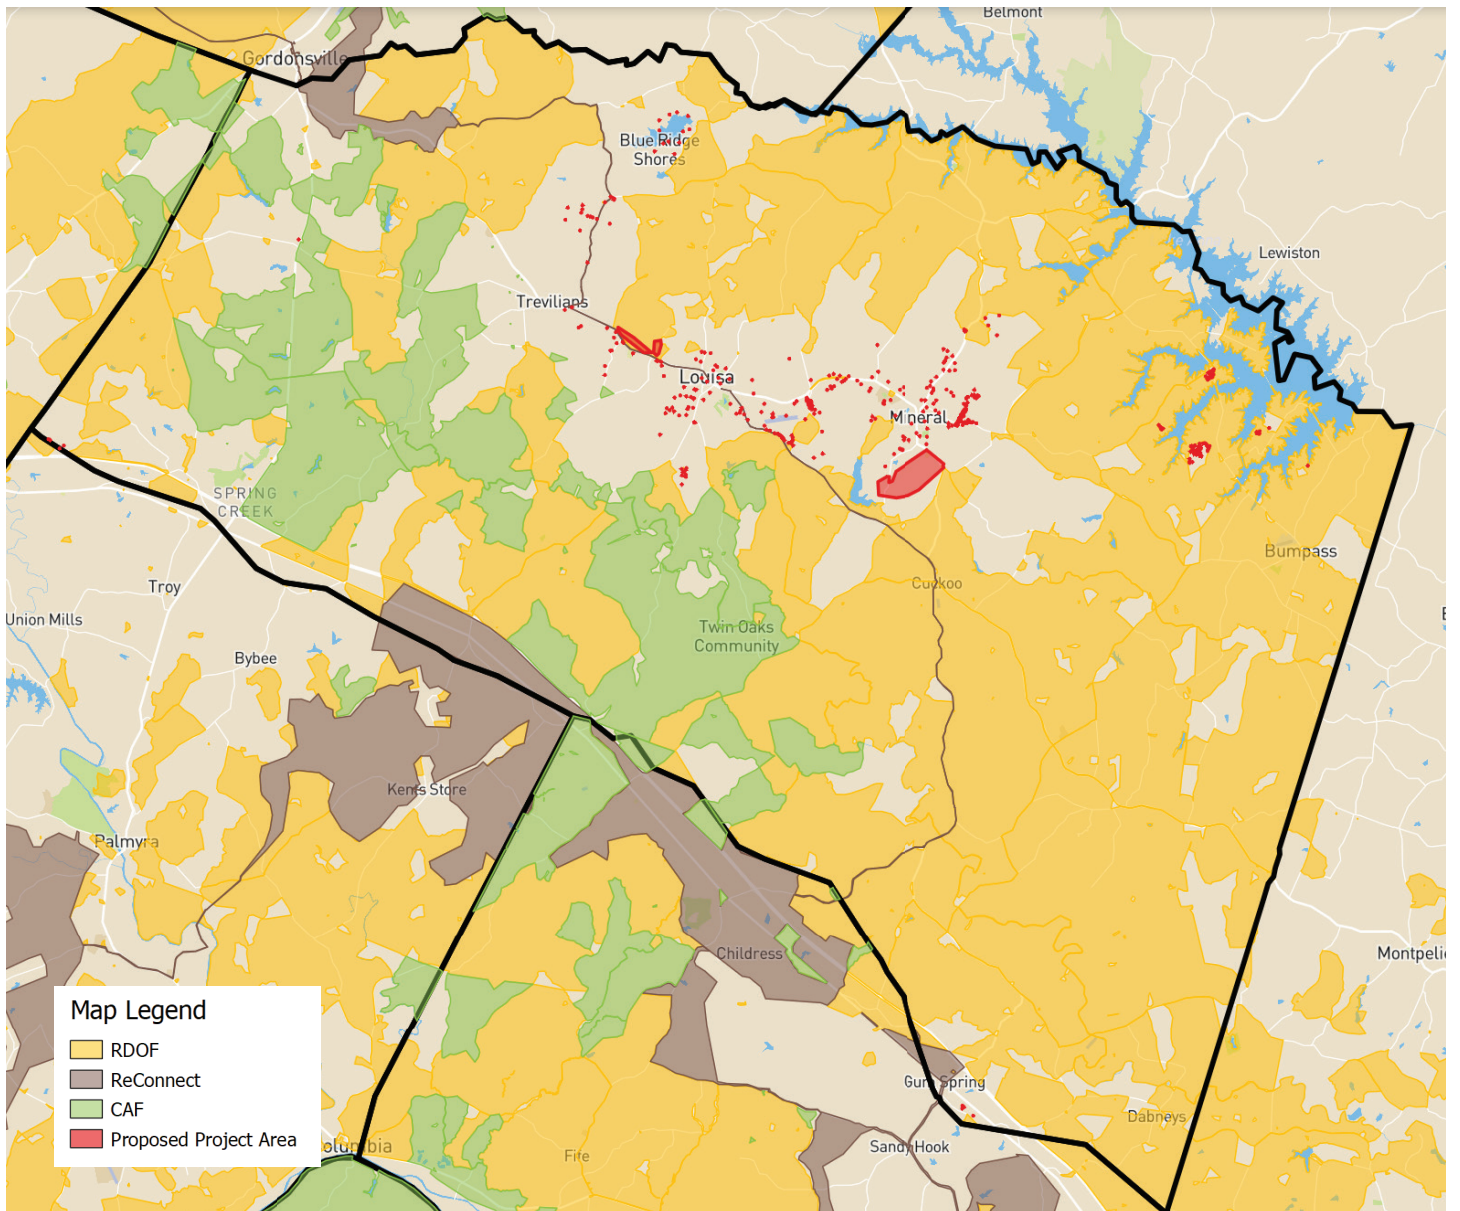 Belmont
Gordonsville
Blue Ridge
Shores
Lewiston
Trevilians
Louisa
Mineral
SPRING
CREEK
Bumpass
Troy
Cuckoo
Union Mills
Twin Oaks
Community
Bybee
Kents Store
Palmyra
Childress
Montpelie
Map Legend
RDOF
ReConnect
CAF
Proposed Project Area
Gum Spring
Dabneys
olumbia
Fife
Sandy Hook